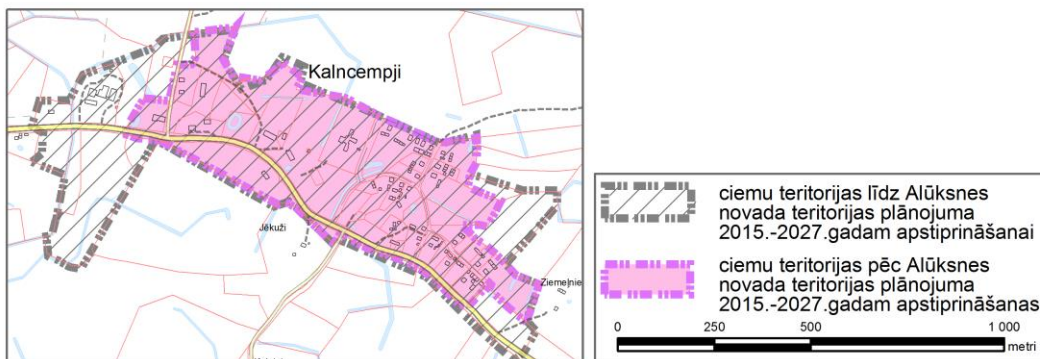 Kalncempji
Jēkuži
Ziemeļnie
ciemu teritorijas līdz Alūksnes
novada teritorijas plānojuma
2015.-2027.gadam apstiprināšanai
ciemu teritorijas pēc Alūksnes
novada teritorijas plānojuma
2015.-2027.gadam apstiprināšanas
0 250 500 1 000
metri